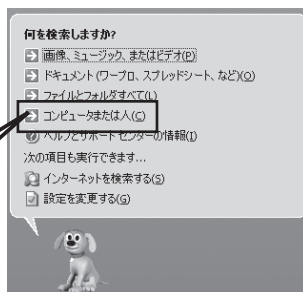 何を検索しますか?
画像、ミュージック、またはビデオ(P)
ドキュメント(ワープロ、スプレッドシート、など)(O)
ファイルとフォルダすべて(L)
コンピュータまたは人(C)
ヘルプとサポート センターの情報(I)
次の項目も実行できます...
インターネットを検索する(S)
設定を変更する(G)